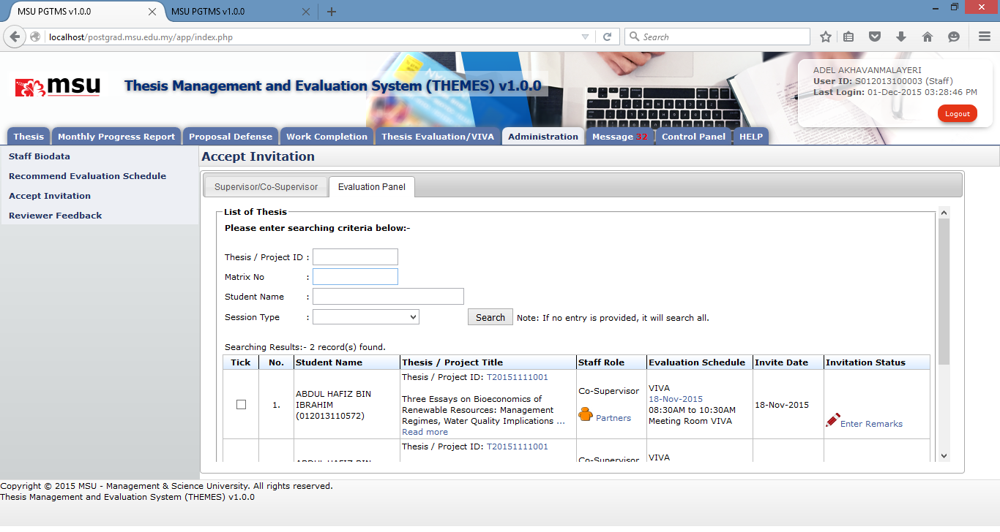 MSU PGTMS v1.0.0
MSU PGTMS v1.0.0
localhost/postgrad.msu.edu.my/app/index.php
Search
msu
Thesis Management and Evaluation System (THEMES) v1.0.0
ADEL AKHAVANMALAYERI
User ID: S012013100003 (Staff)
Last Login: 01-Dec-2015 03:28:46 PM
Logout
Thesis
Monthly Progress Report
Proposal Defense
Work Completion
Thesis Evaluation/VIVA
Administration
Message 32
Control Panel
HELP
Staff Biodata
Recommend Evaluation Schedule
Accept Invitation
Reviewer Feedback
Accept Invitation
Supervisor/Co-Supervisor
Evaluation Panel
List of Thesis
Please enter searching criteria below:-
Thesis / Project ID :
Matrix No :
Student Name :
Session Type :
Search
Note: If no entry is provided, it will search all.
Searching Results:- 2 record(s) found.
Tick No. Student Name Thesis / Project Title Staff Role Evaluation Schedule Invite Date Invitation Status
1.
ABDUL HAFIZ BIN
IBRAHIM
(012013110572)
Thesis / Project ID: T20151111001
Three Essays on Bioeconomics of
Renewable Resources: Management
Regimes, Water Quality Implications ...
Read more
Co-Supervisor
Partners
VIVA
18-Nov-2015
08:30AM to 10:30AM
Meeting Room VIVA
18-Nov-2015
Enter Remarks
ABDUL HAFIZ BIN
Thesis / Project ID: T20151111001
Co-Supervisor
VIVA
Copyright © 2015 MSU - Management & Science University. All rights reserved.
Thesis Management and Evaluation System (THEMES) v1.0.0